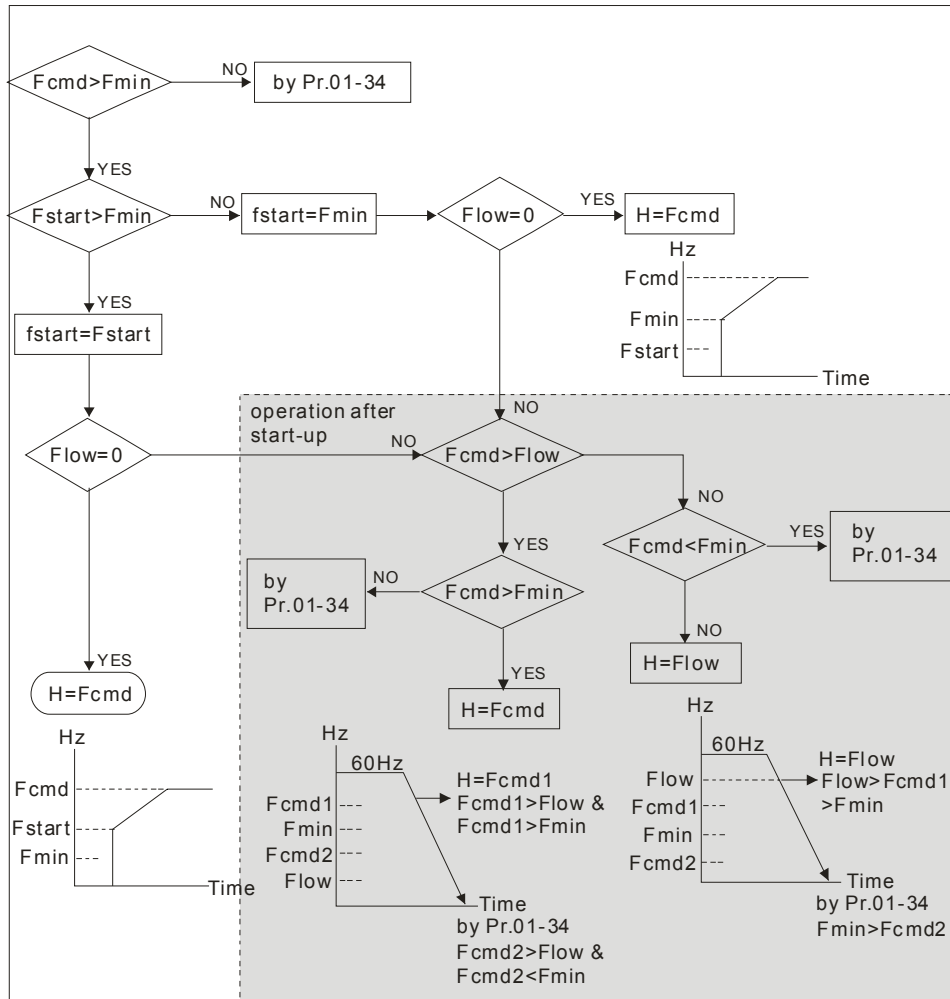 Fcmd>Fmin
NO
by Pr.01-34
YES
Fstart>Fmin
NO
fstart=Fmin
Flow=0
YES
H=Fcmd
Hz
Fcmd
Fmin
Fstart
Time
YES
fstart=Fstart
NO
operation after
start-up
Flow=0
NO
Fcmd>Flow
NO
YES
Fcmd<Fmin
YES
by
Pr.01-34
by
Pr.01-34
NO
Fcmd>Fmin
NO
H=Flow
YES
H=Fcmd
YES
H=Fcmd
Hz
Fcmd
Fstart
Fmin
Time
Hz
60Hz
H=Fcmd1
Fcmd1>Flow &
Fcmd1>Fmin
Fcmd1
Fmin
Fcmd2
Flow
Time
by Pr.01-34
Fcmd2>Flow &
Fcmd2<Fmin
Hz
60Hz
H=Flow
Flow>Fcmd1
>Fmin
Flow
Fcmd1
Fmin
Fcmd2
Time
by Pr.01-34
Fmin>Fcmd2